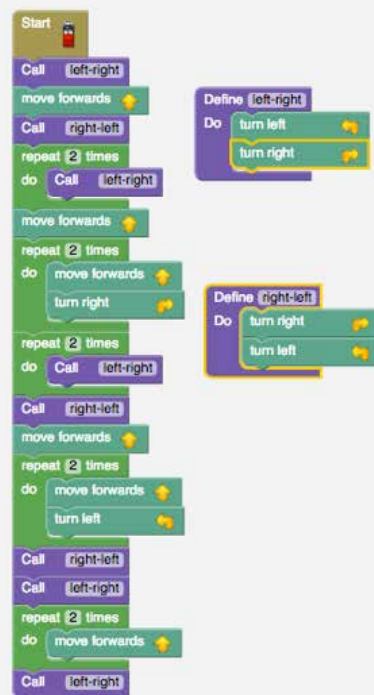 Start
Call left-right
move forwards
Call right-left
repeat 2 times
do Call left-right
move forwards
repeat 2 times
do move forwards
turn right
repeat 2 times
do Call left-right
Call right-left
move forwards
repeat 2 times
do move forwards
turn left
Call right-left
Call left-right
repeat 2 times
do move forwards
Call left-right
Define left-right
Do turn left
turn right
Define right-left
Do turn right
turn left